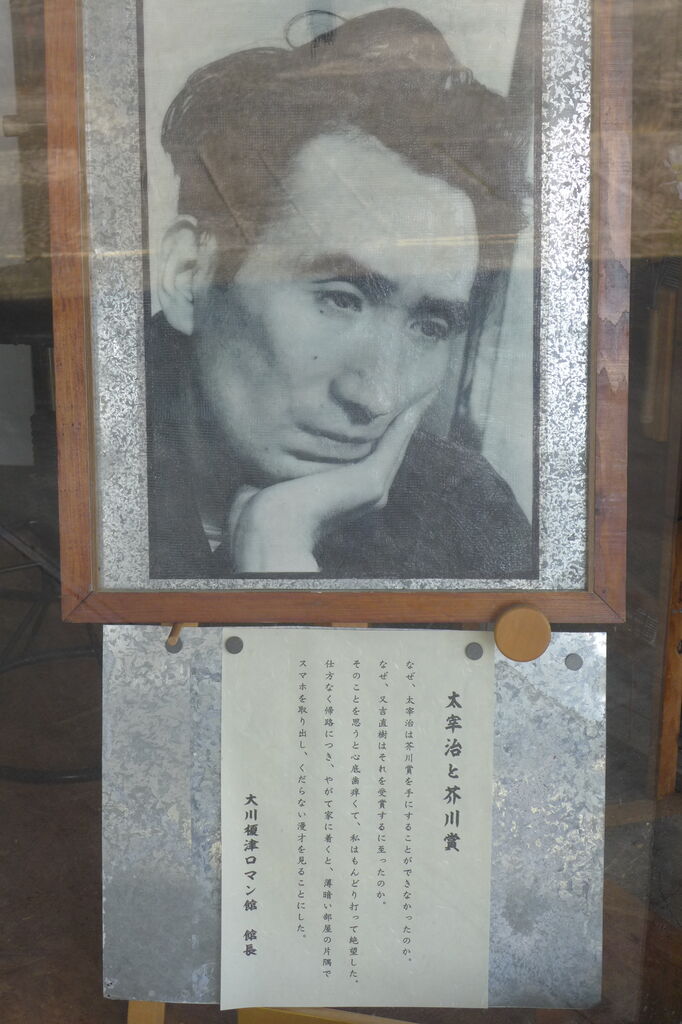 太宰治と芥川賞
なぜ、太宰治は芥川賞を手にすることができなかったのか。
なぜ、又吉直樹はそれを受賞するに至ったのか。
そのことを思うと心底歯痒くて、私はもんどり打って絶望した。
仕方なく帰路につき、やがて家に着くと、薄暗い部屋の片隅で
スマホを取り出し、くだらない漫才を見ることにした。
大川榎津ロマン館 館長